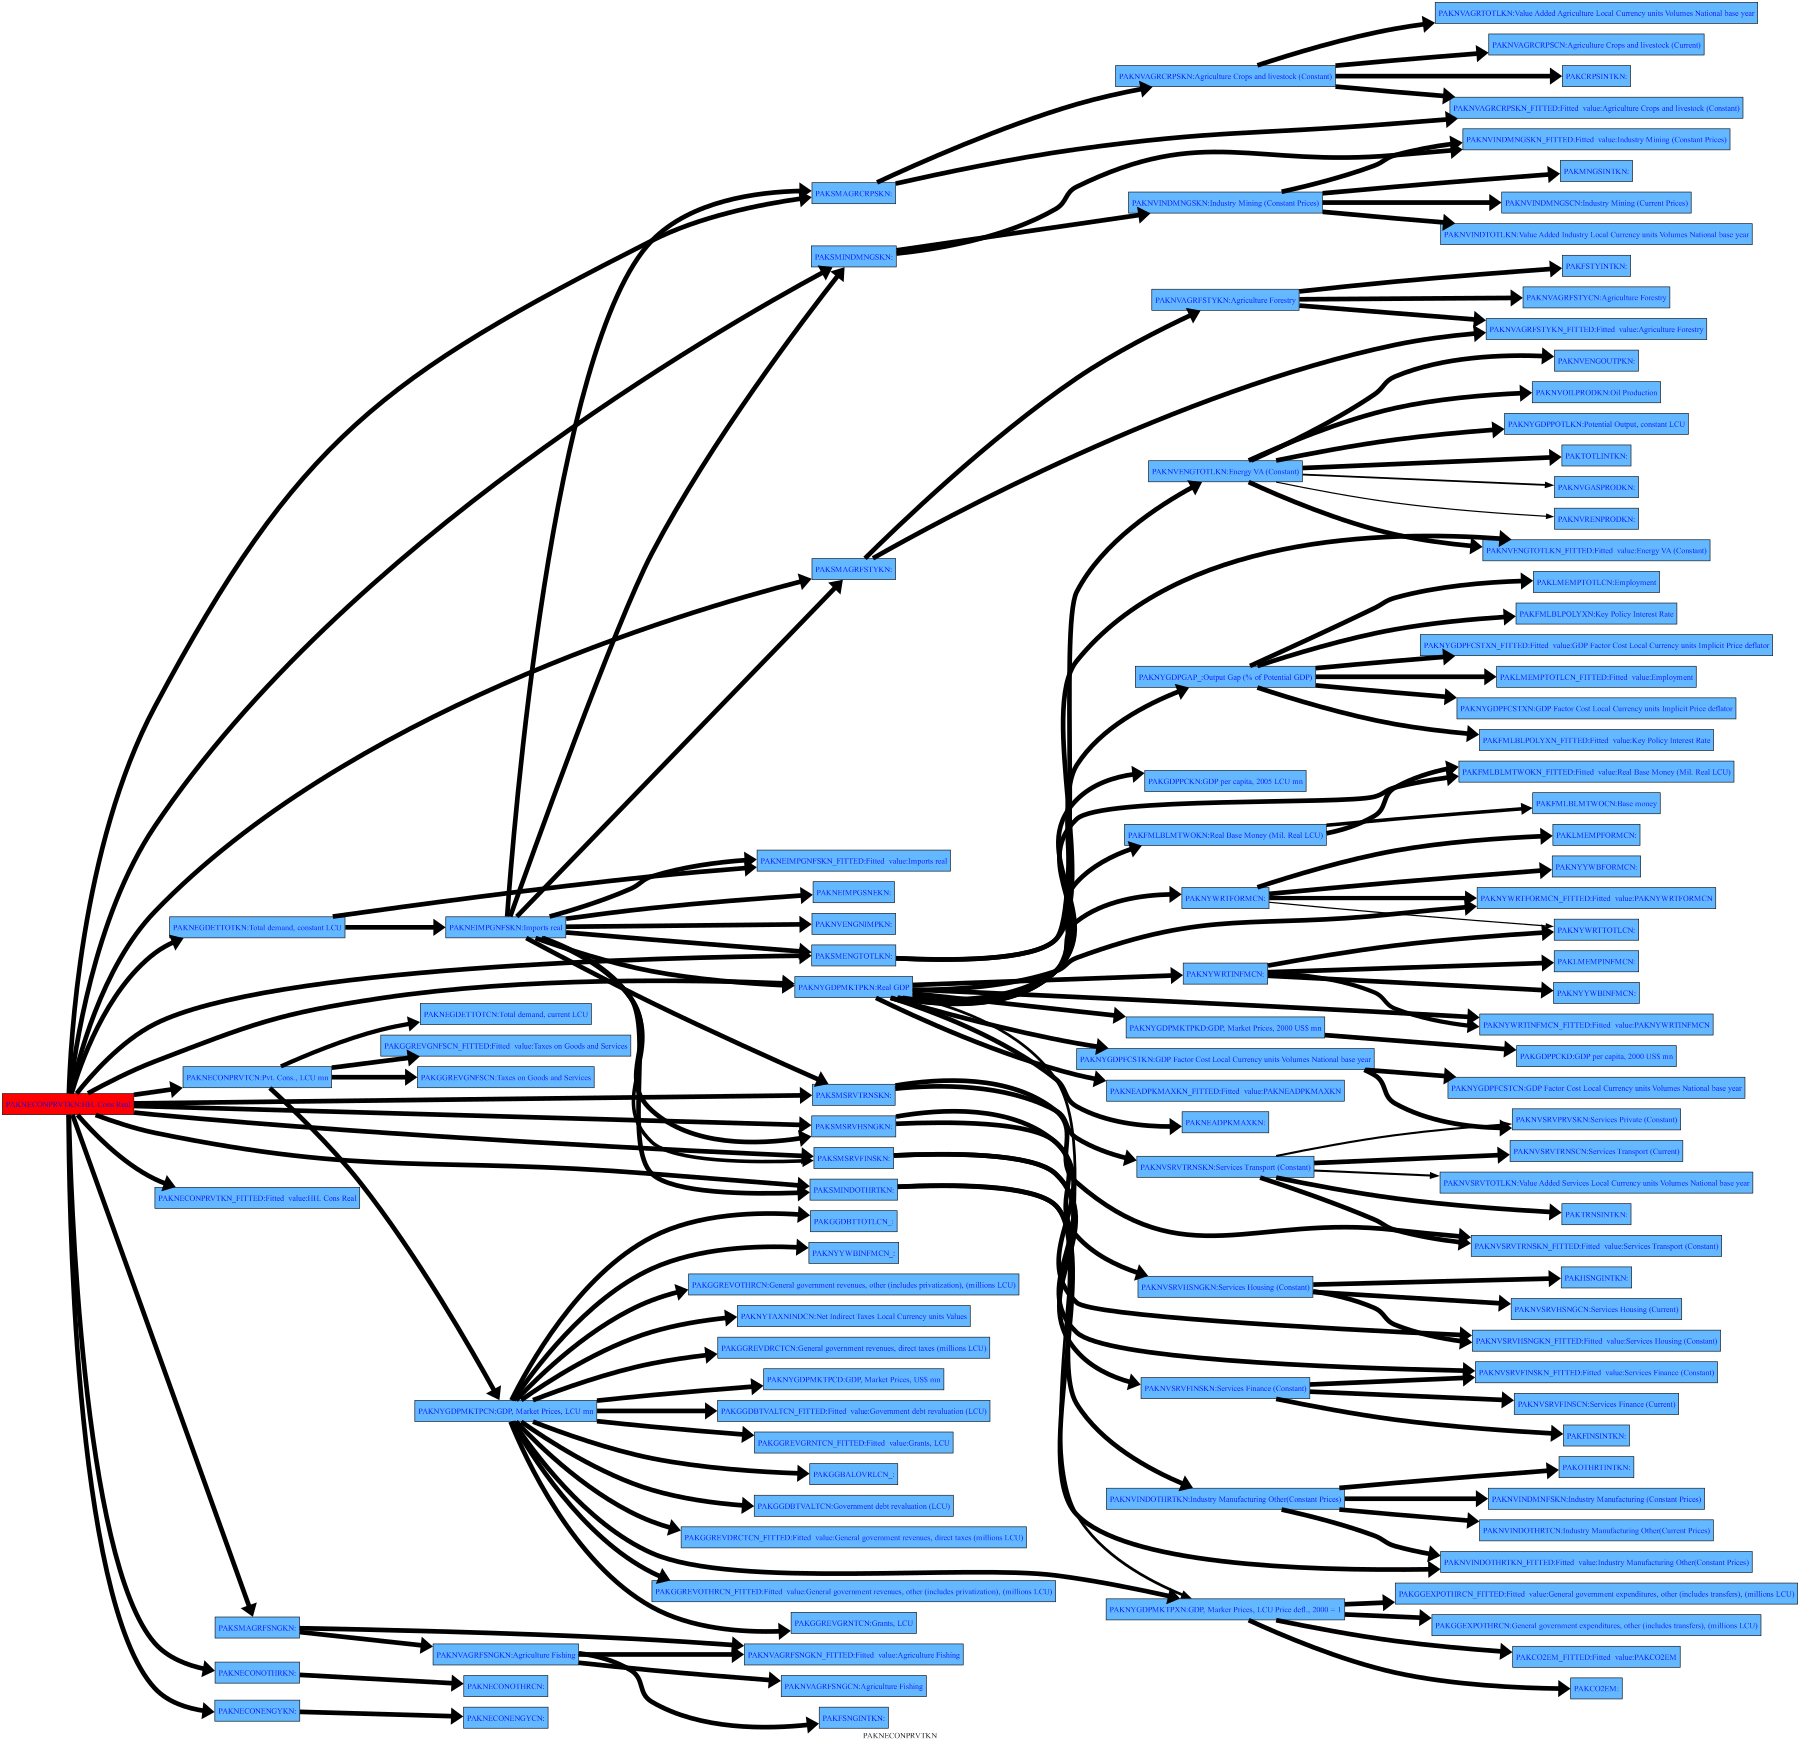 PAKNVAGRTOTLKN:Value Added Agriculture Local Currency units Volumes National base year
PAKNVAGRCRPSCN:Agriculture Crops and livestock (Current)
PAKNVAGRCRPSKN:Agriculture Crops and livestock (Constant)
PAKCRPSINTKN:
PAKNVAGRCRPSKN_FITTED:Fitted  value:Agriculture Crops and livestock (Constant)
PAKNVINDMNGSKN_FITTED:Fitted  value:Industry Mining (Constant Prices)
PAKMNGSINTKN:
PAKSMAGRCRPSKN:
PAKNVINDMNGSKN:Industry Mining (Constant Prices)
PAKNVINDMNGSCN:Industry Mining (Current Prices)
PAKNVINDTOTLKN:Value Added Industry Local Currency units Volumes National base year
PAKSMINDMNGSKN:
PAKFSTYINTKN:
PAKNVAGRFSTYKN:Agriculture Forestry
PAKNVAGRFSTYCN:Agriculture Forestry
PAKNVAGRFSTYKN_FITTED:Fitted  value:Agriculture Forestry
PAKNVENGOUTPKN:
PAKNVOILPRODKN:Oil Production
PAKNYGDPPOTLKN:Potential Output, constant LCU
PAKTOTLINTKN:
PAKNVENGTOTLKN:Energy VA (Constant)
PAKNVGASPRODKN:
PAKNVRENPRODKN:
PAKNVENGTOTLKN_FITTED:Fitted  value:Energy VA (Constant)
PAKSMAGRFSTYKN:
PAKLMEMPTOTLCN:Employment
PAKFMLBLPOLYXN:Key Policy Interest Rate
PAKNYGDPFCSTXN_FITTED:Fitted  value:GDP Factor Cost Local Currency units Implicit Price deflator
PAKNYGDPGAP_:Output Gap (% of Potential GDP)
PAKLMEMPTOTLCN_FITTED:Fitted  value:Employment
PAKNYGDPFCSTXN:GDP Factor Cost Local Currency units Implicit Price deflator
PAKFMLBLPOLYXN_FITTED:Fitted  value:Key Policy Interest Rate
PAKFMLBLMTWOKN_FITTED:Fitted  value:Real Base Money (Mil. Real LCU)
PAKGDPPCKN:GDP per capita, 2005 LCU mn
PAKFMLBLMTWOCN:Base money
PAKFMLBLMTWOKN:Real Base Money (Mil. Real LCU)
PAKLMEMPFORMCN:
PAKNEIMPGNFSKN_FITTED:Fitted  value:Imports real
PAKNYYWBFORMCN:
PAKNEIMPGSNEKN:
PAKNYWRTFORMCN:
PAKNYWRTFORMCN_FITTED:Fitted  value:PAKNYWRTFORMCN
PAKNEGDETTOTKN:Total demand, constant LCU
PAKNEIMPGNFSKN:Imports real
PAKNVENGNIMPKN:
PAKNYWRTTOTLCN:
PAKSMENGTOTLKN:
PAKLMEMPINFMCN:
PAKNYWRTINFMCN:
PAKNYGDPMKTPKN:Real GDP
PAKNYYWBINFMCN:
PAKNEGDETTOTCN:Total demand, current LCU
PAKNYGDPMKTPKD:GDP, Market Prices, 2000 US$ mn
PAKNYWRTINFMCN_FITTED:Fitted  value:PAKNYWRTINFMCN
PAKGGREVGNFSCN_FITTED:Fitted  value:Taxes on Goods and Services
PAKNYGDPFCSTKN:GDP Factor Cost Local Currency units Volumes National base year
PAKGDPPCKD:GDP per capita, 2000 US$ mn
PAKNECONPRVTCN:Pvt. Cons., LCU mn
PAKGGREVGNFSCN:Taxes on Goods and Services
PAKNEADPKMAXKN_FITTED:Fitted  value:PAKNEADPKMAXKN
PAKNYGDPFCSTCN:GDP Factor Cost Local Currency units Volumes National base year
PAKNECONPRVTKN:HH. Cons Real
PAKSMSRVTRNSKN:
PAKSMSRVHSNGKN:
PAKNEADPKMAXKN:
PAKNVSRVPRVSKN:Services Private (Constant)
PAKSMSRVFINSKN:
PAKNVSRVTRNSKN:Services Transport (Constant)
PAKNVSRVTRNSCN:Services Transport (Current)
PAKNECONPRVTKN_FITTED:Fitted  value:HH. Cons Real
PAKSMINDOTHRTKN:
PAKNVSRVTOTLKN:Value Added Services Local Currency units Volumes National base year
PAKGGDBTTOTLCN_:
PAKTRNSINTKN:
PAKNYYWBINFMCN_:
PAKNVSRVTRNSKN_FITTED:Fitted  value:Services Transport (Constant)
PAKGGREVOTHRCN:General government revenues, other (includes privatization), (millions LCU)
PAKNVSRVHSNGKN:Services Housing (Constant)
PAKHSNGINTKN:
PAKNYTAXNINDCN:Net Indirect Taxes Local Currency units Values
PAKNVSRVHSNGCN:Services Housing (Current)
PAKGGREVDRCTCN:General government revenues, direct taxes (millions LCU)
PAKNVSRVHSNGKN_FITTED:Fitted  value:Services Housing (Constant)
PAKNYGDPMKTPCD:GDP, Market Prices, US$ mn
PAKNVSRVFINSKN:Services Finance (Constant)
PAKNVSRVFINSKN_FITTED:Fitted  value:Services Finance (Constant)
PAKNYGDPMKTPCN:GDP, Market Prices, LCU mn
PAKGGDBTVALTCN_FITTED:Fitted  value:Government debt revaluation (LCU)
PAKNVSRVFINSCN:Services Finance (Current)
PAKGGREVGRNTCN_FITTED:Fitted  value:Grants, LCU
PAKFINSINTKN:
PAKGGBALOVRLCN_:
PAKOTHRTINTKN:
PAKGGDBTVALTCN:Government debt revaluation (LCU)
PAKNVINDOTHRTKN:Industry Manufacturing Other(Constant Prices)
PAKNVINDMNFSKN:Industry Manufacturing (Constant Prices)
PAKGGREVDRCTCN_FITTED:Fitted  value:General government revenues, direct taxes (millions LCU)
PAKNVINDOTHRTCN:Industry Manufacturing Other(Current Prices)
PAKNVINDOTHRTKN_FITTED:Fitted  value:Industry Manufacturing Other(Constant Prices)
PAKGGREVOTHRCN_FITTED:Fitted  value:General government revenues, other (includes privatization), (millions LCU)
PAKGGEXPOTHRCN_FITTED:Fitted  value:General government expenditures, other (includes transfers), (millions LCU)
PAKNYGDPMKTPXN:GDP, Marker Prices, LCU Price defl., 2000 = 1
PAKGGREVGRNTCN:Grants, LCU
PAKGGEXPOTHRCN:General government expenditures, other (includes transfers), (millions LCU)
PAKSMAGRFSNGKN:
PAKNVAGRFSNGKN:Agriculture Fishing
PAKNVAGRFSNGKN_FITTED:Fitted  value:Agriculture Fishing
PAKCO2EM_FITTED:Fitted  value:PAKCO2EM
PAKNECONOTHRKN:
PAKNECONOTHRCN:
PAKNVAGRFSNGCN:Agriculture Fishing
PAKCO2EM:
PAKNECONENGYKN:
PAKNECONENGYCN:
PAKFSNGINTKN:
PAKNECONPRVTKN